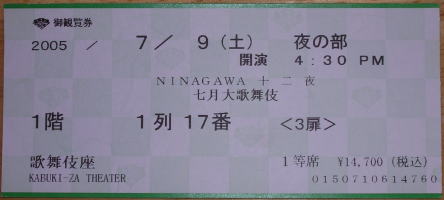 御観覧券
2005 / 7 / 9 (土) 夜の部
開演 4:30 PM
NINAGAWA 十二夜
七月大歌舞伎
1階 1列 17番 <3扉>
歌舞伎座 1等席 ¥14,700 (税込)
KABUKI-ZA THEATER 0150710614760